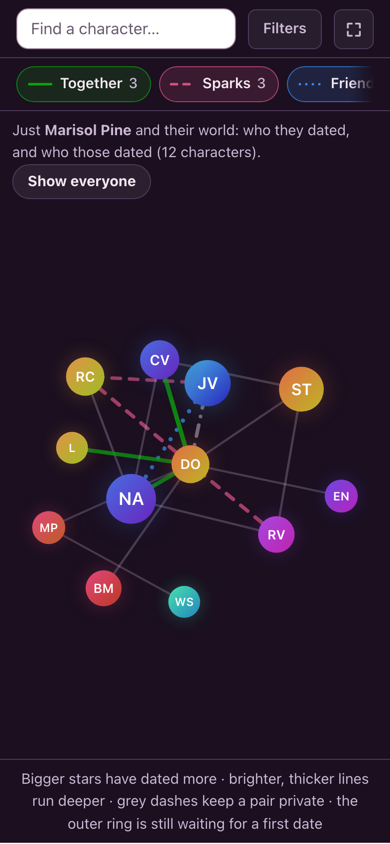 Find a character...
Filters
Together 3
Sparks 3
Frien
Just Marisol Pine and their world: who they dated,
and who those dated (12 characters).
Show everyone
CV
RC
JV
ST
L
DO
NA
EN
MP
RV
BM
WS
Bigger stars have dated more · brighter, thicker lines
run deeper · grey dashes keep a pair private · the
outer ring is still waiting for a first date